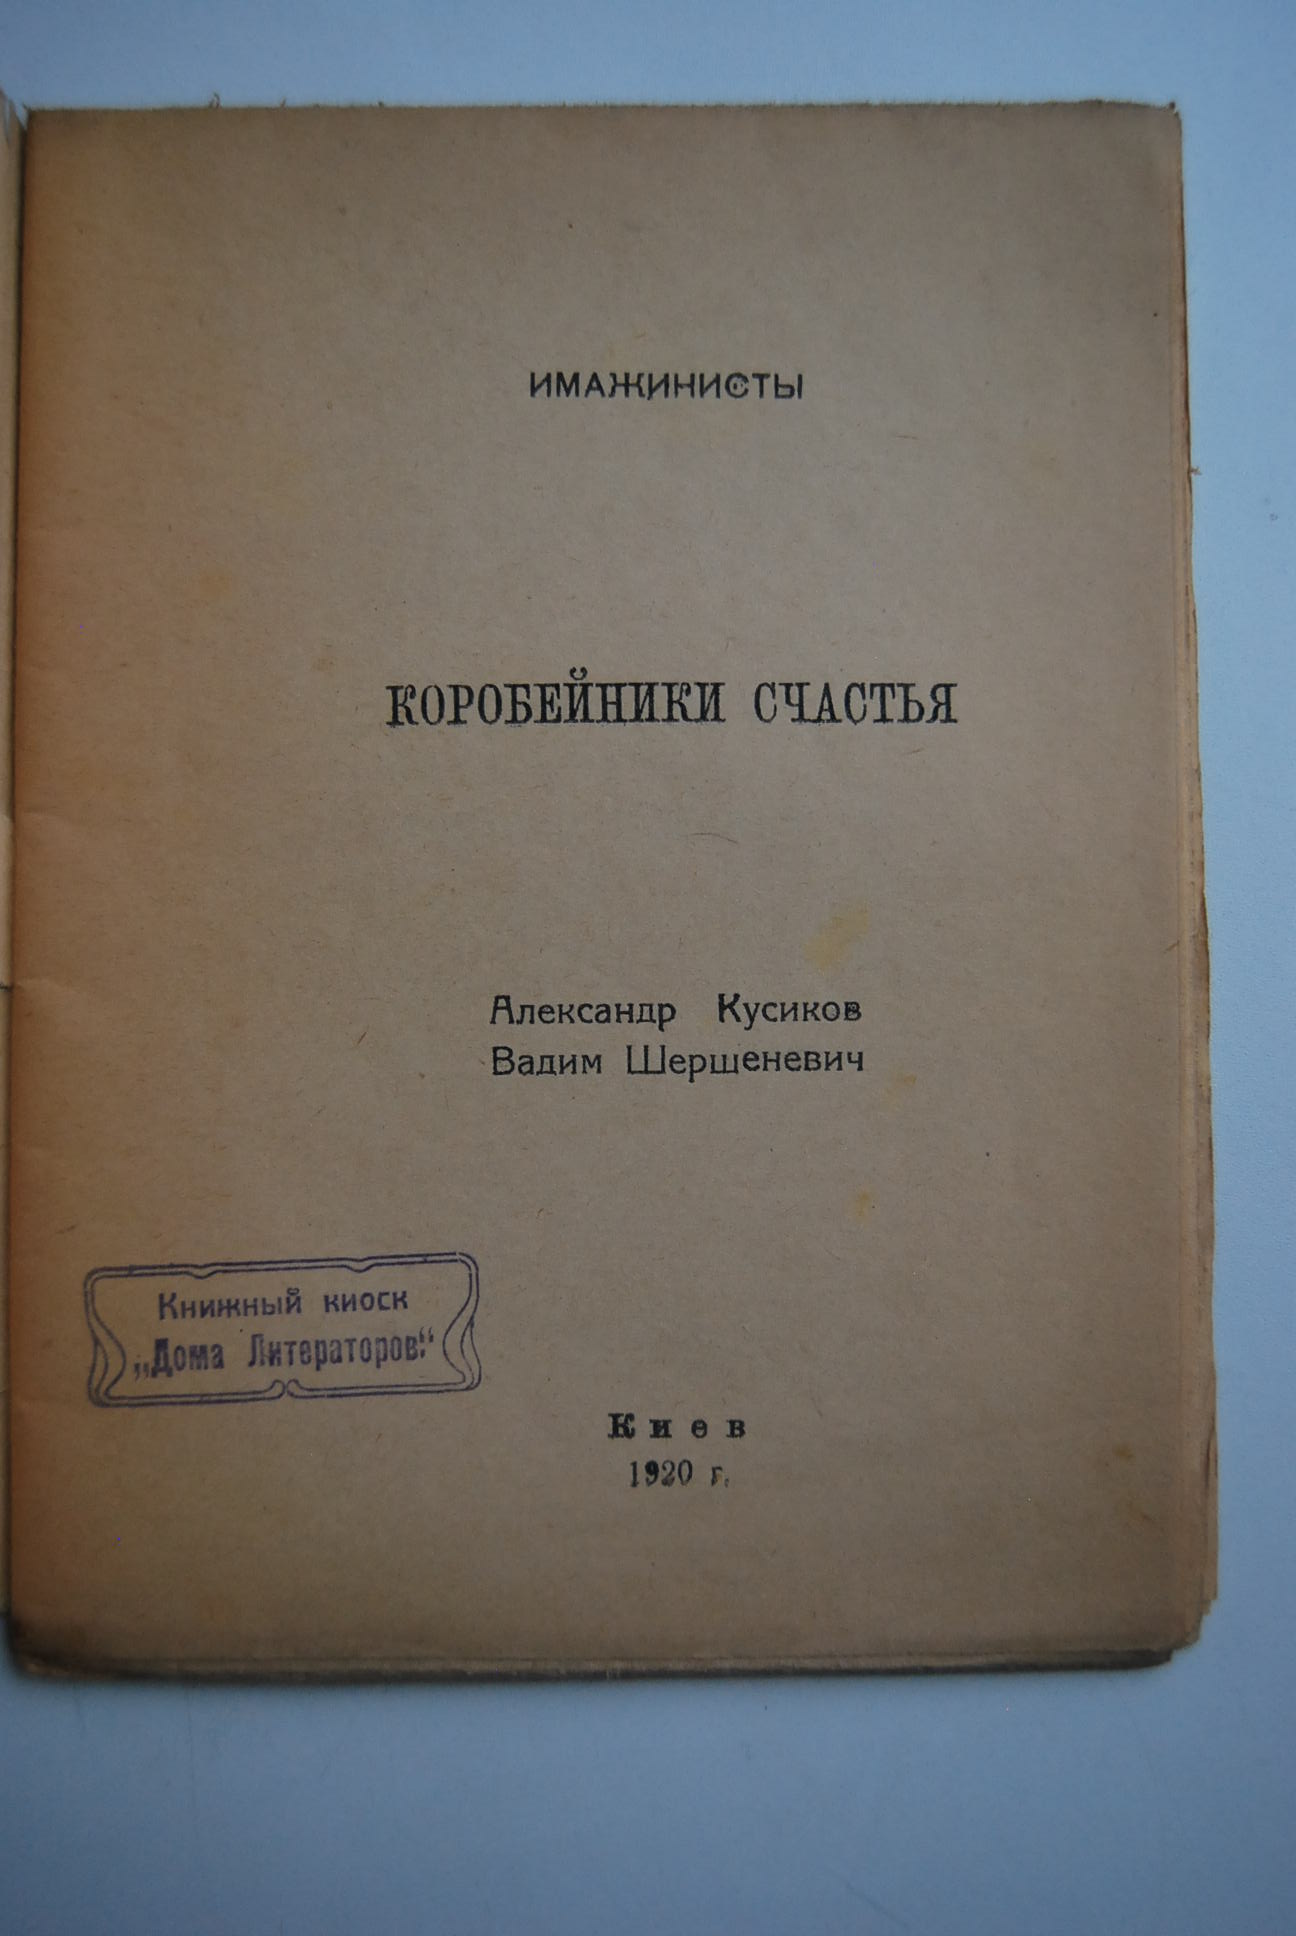 ИМАЖИНИСТЫ
КОРОБЕЙНИКИ СЧАСТЬЯ
Александр Кусиков
Вадим Шершеневич
Книжный киоск
„Дома Литераторов.“
Киев
1920 г.